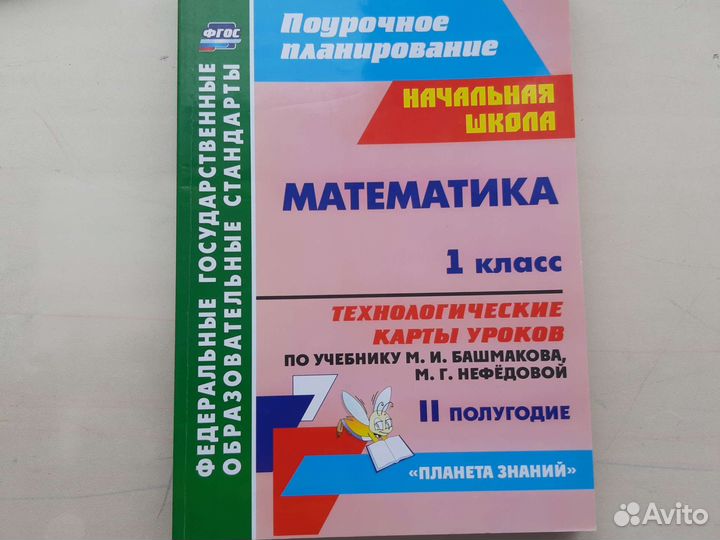 ФГОС
ФЕДЕРАЛЬНЫЕ ГОСУДАРСТВЕННЫЕ
ОБРАЗОВАТЕЛЬНЫЕ СТАНДАРТЫ
Поурочное
планирование
НАЧАЛЬНАЯ
ШКОЛА
МАТЕМАТИКА
1 класс
ТЕХНОЛОГИЧЕСКИЕ
КАРТЫ УРОКОВ
ПО УЧЕБНИКУ М. И. БАШМАКОВА,
М. Г. НЕФЁДОВОЙ
II ПОЛУГОДИЕ
«ПЛАНЕТА ЗНАНИЙ»
Avito